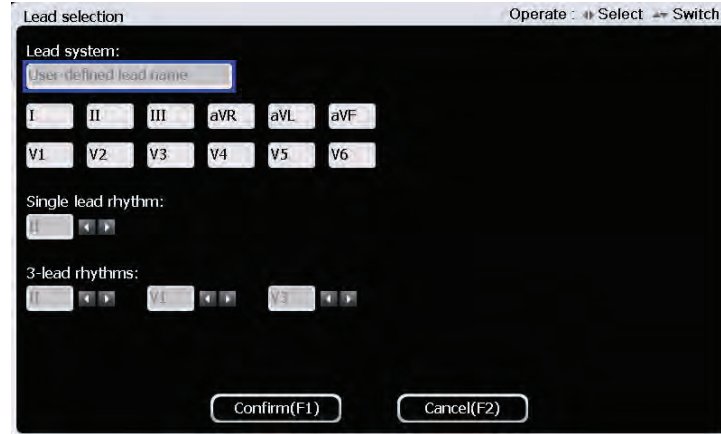 Lead selection Operate : Select Switch
Lead system:
User-defined lead name
I II III aVR aVL aVF
V1 V2 V3 V4 V5 V6
Single lead rhythm:
II
3-lead rhythms:
II V1 V3
Confirm(F1) Cancel(F2)